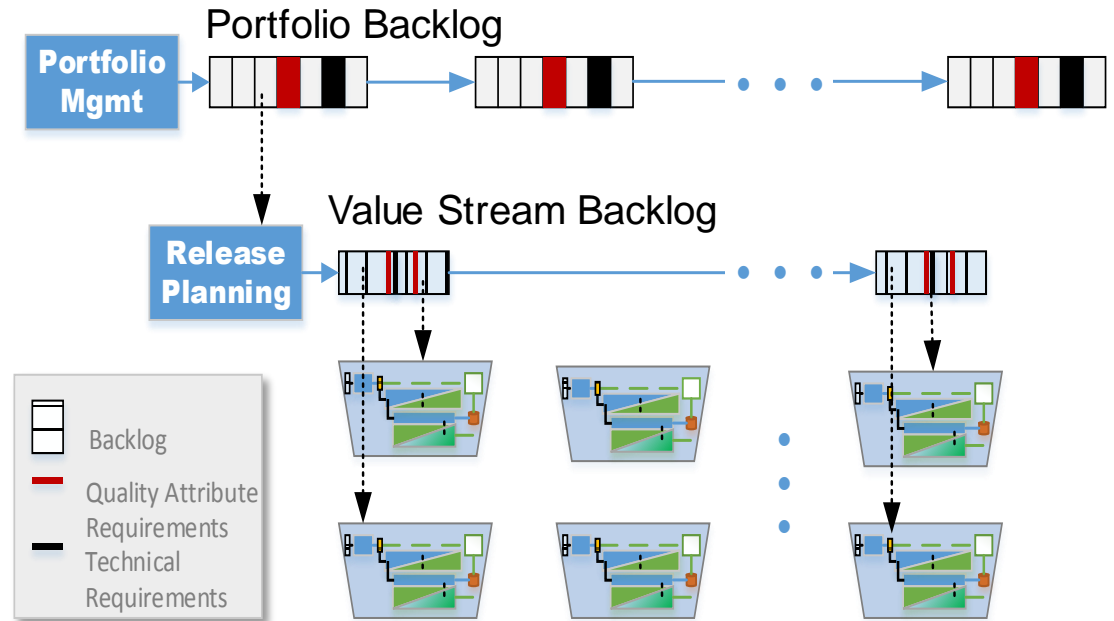 Portfolio Backlog
Portfolio
Mgmt
Value Stream Backlog
Release
Planning
Backlog
Quality Attribute
Requirements
Technical
Requirements